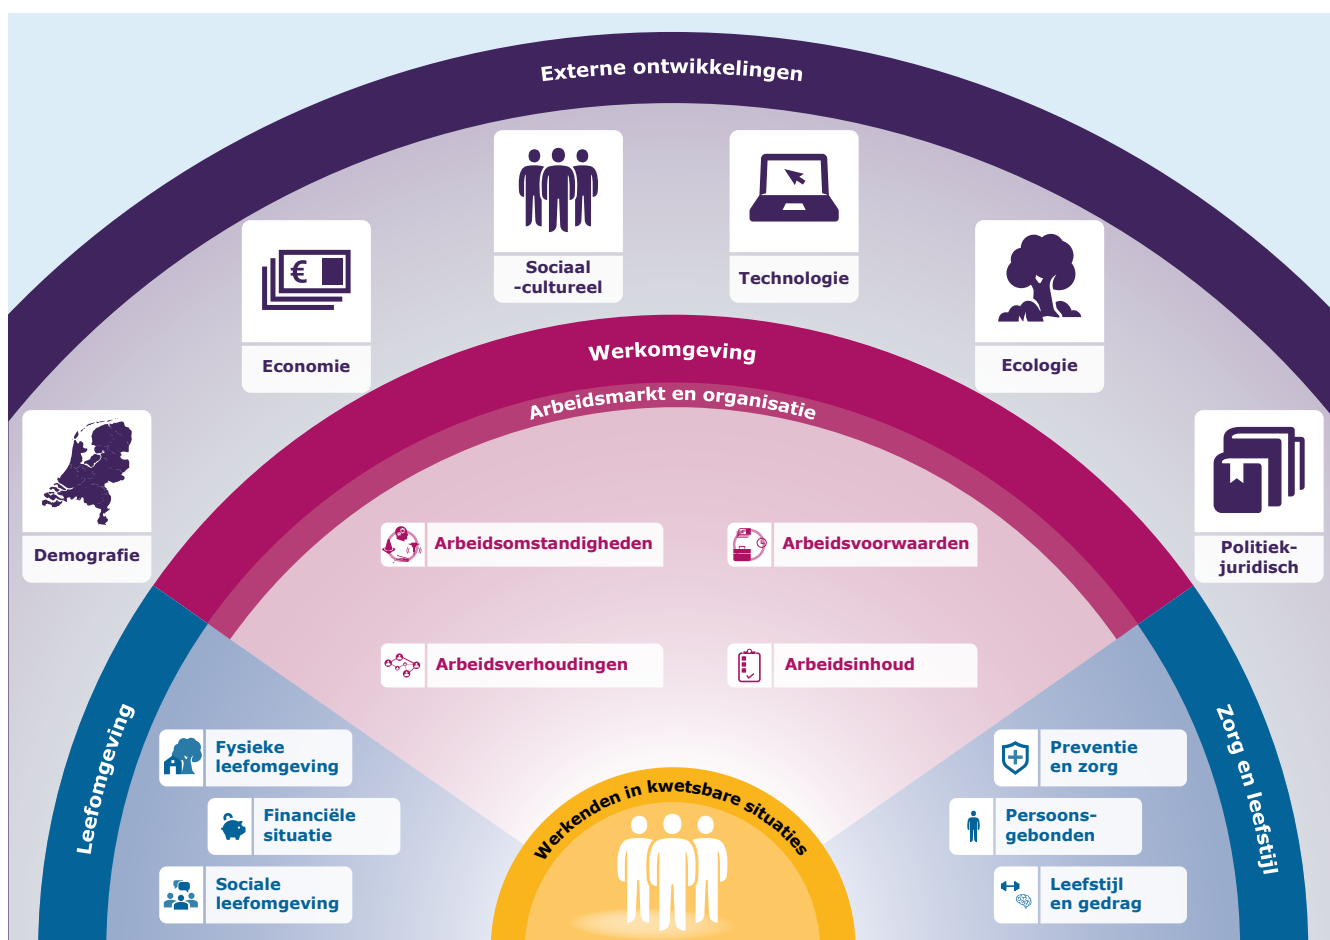 Externe ontwikkelingen
Sociaal
-cultureel
Technologie
€
Economie
Ecologie
Werkomgeving
Arbeidsmarkt en organisatie
Demografie
Politiek-
juridisch
Arbeidsomstandigheden
Arbeidsvoorwaarden
Arbeidsverhoudingen
Arbeidsinhoud
Leefomgeving
Fysieke
leefomgeving
Financiële
situatie
Sociale
leefomgeving
Werkenden in kwetsbare situaties
Zorg en leefstijl
Preventie
en zorg
Persoons-
gebonden
Leefstijl
en gedrag